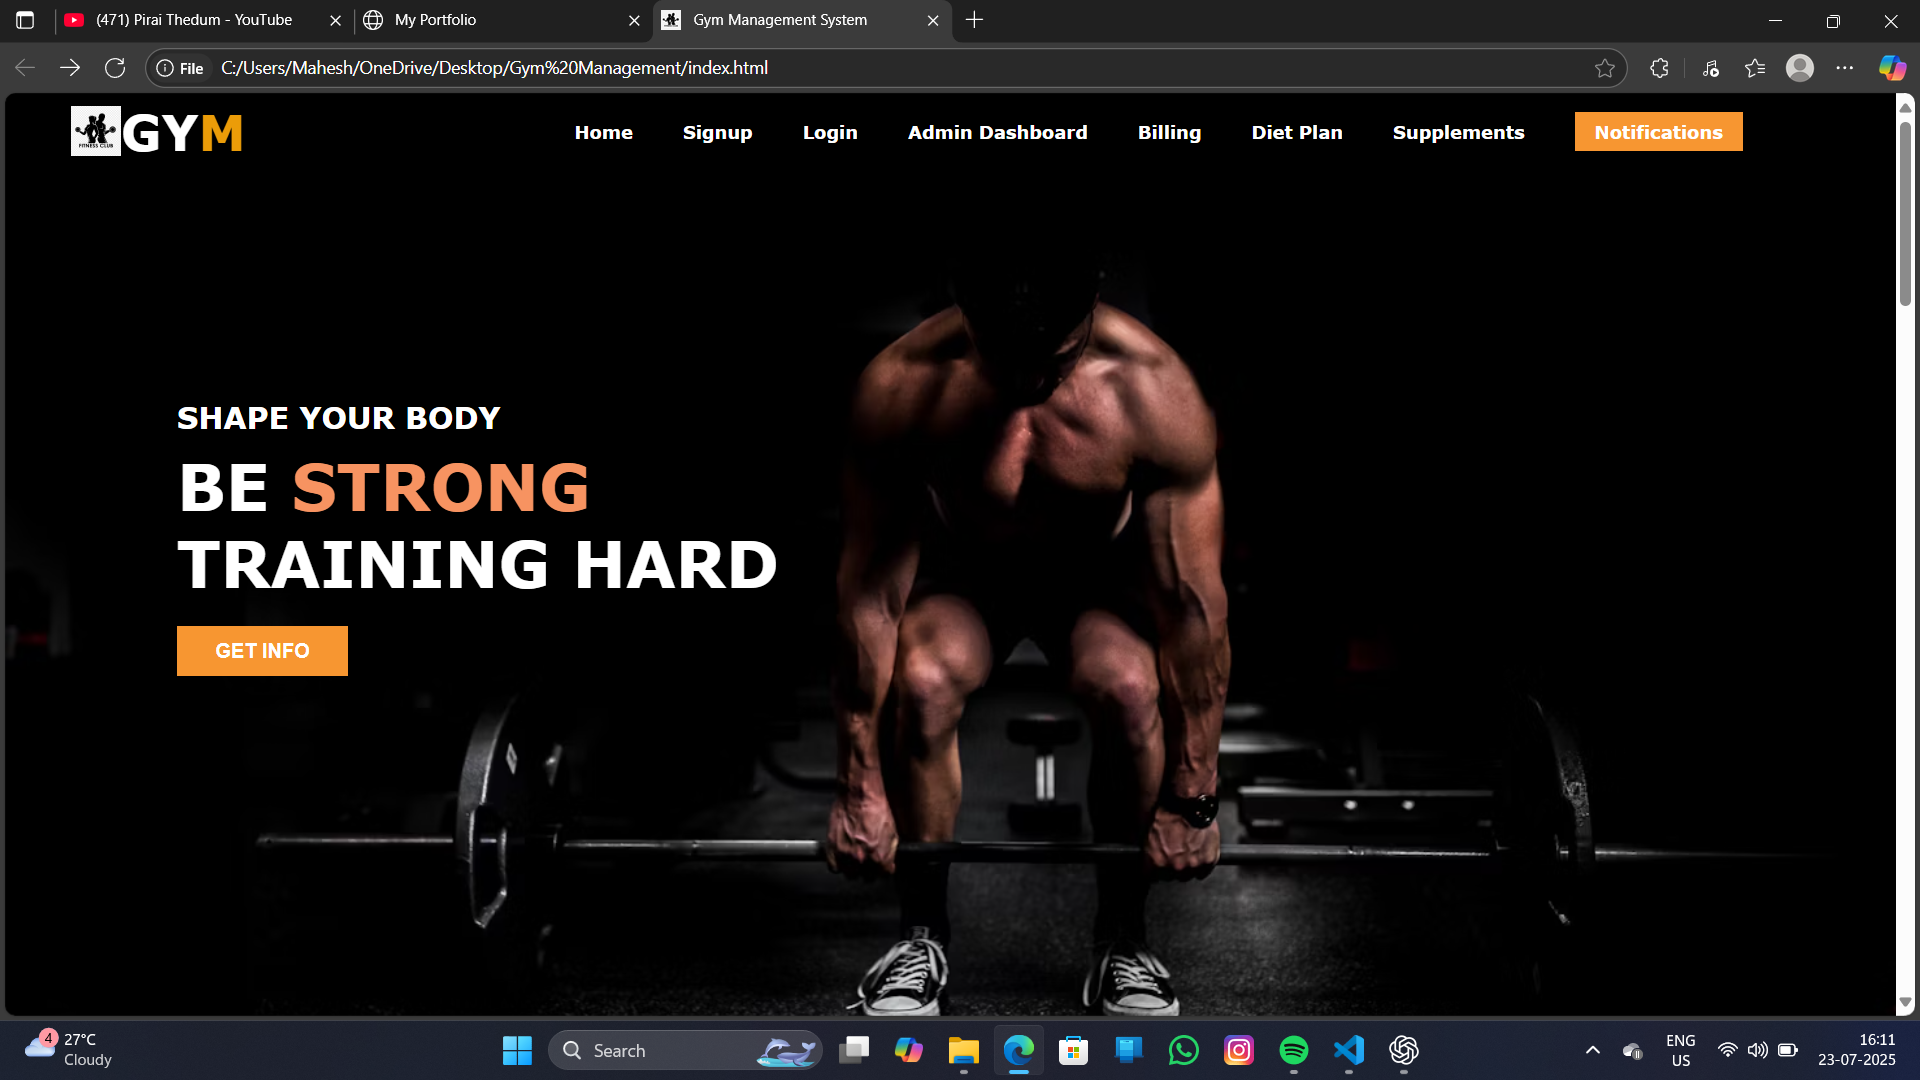 (471) Pirai Thedum - YouTube
My Portfolio
Gym Management System
File C:/Users/Mahesh/OneDrive/Desktop/Gym%20Management/index.html
FITNESS CLUB
GYM
Home Signup Login Admin Dashboard Billing Diet Plan Supplements Notifications
SHAPE YOUR BODY
BE STRONG
TRAINING HARD
GET INFO
4
27°C
Cloudy
Search
ENG
US
16:11
23-07-2025